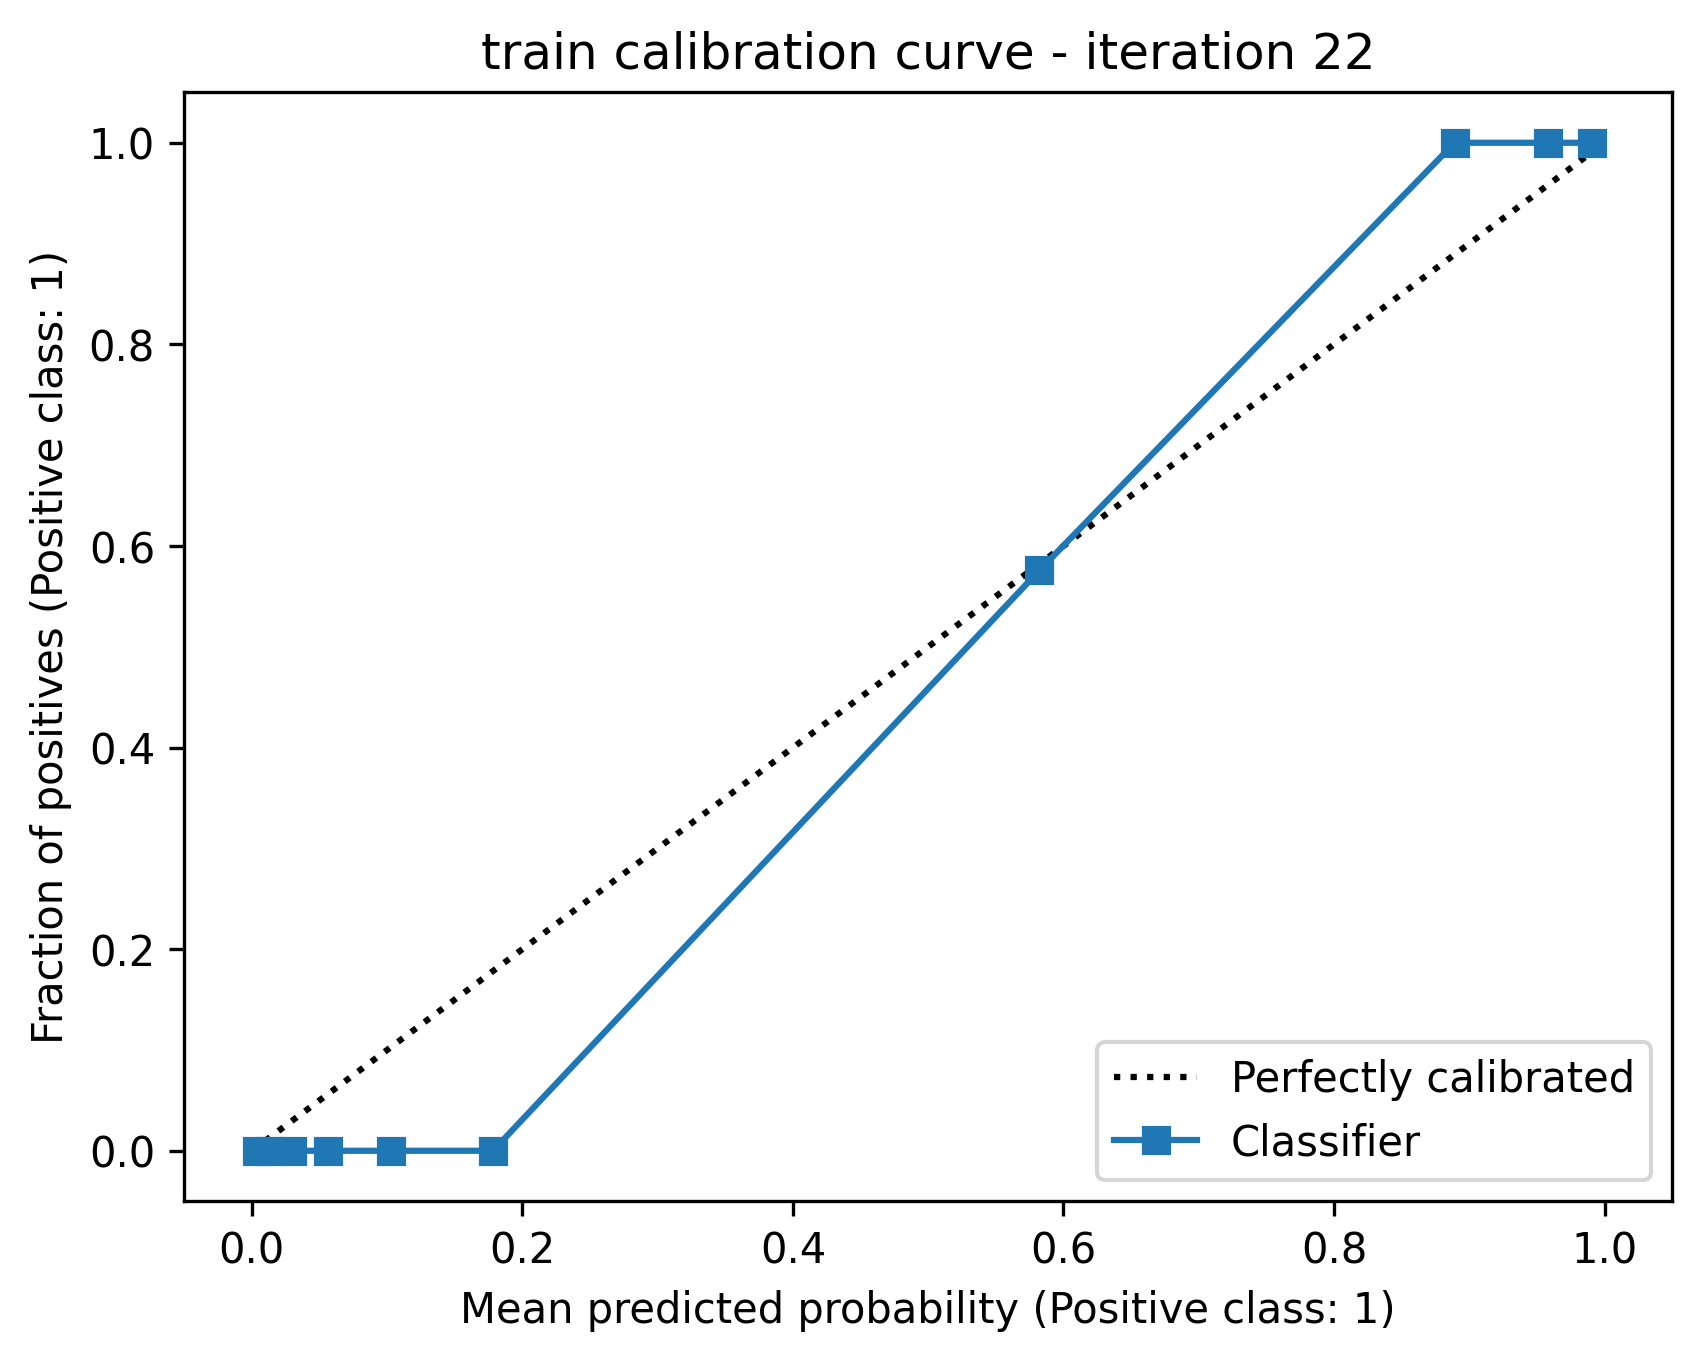 train calibration curve - iteration 22
Fraction of positives (Positive class: 1)
1.0
0.8
0.6
0.4
0.2
0.0
Perfectly calibrated
Classifier
0.0 0.2 0.4 0.6 0.8 1.0
Mean predicted probability (Positive class: 1)